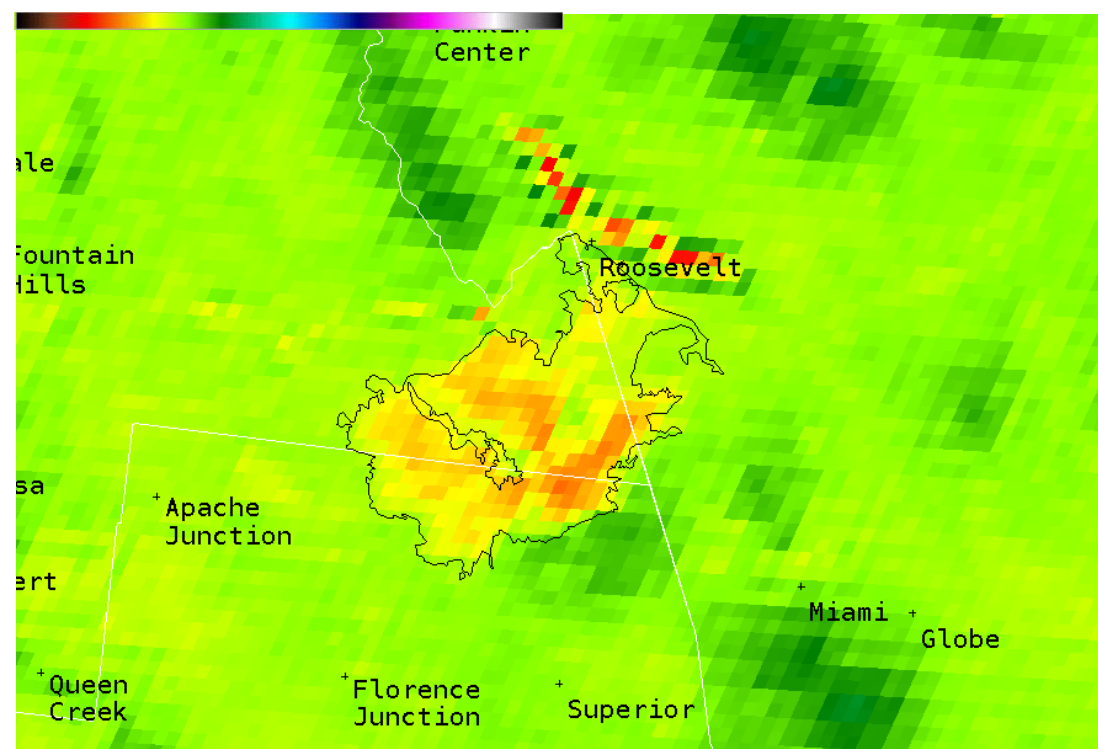 Center
ale
Fountain
Hills
Roosevelt
sa
Apache
Junction
ert
Miami
Globe
Queen
Creek
Florence
Junction
Superior